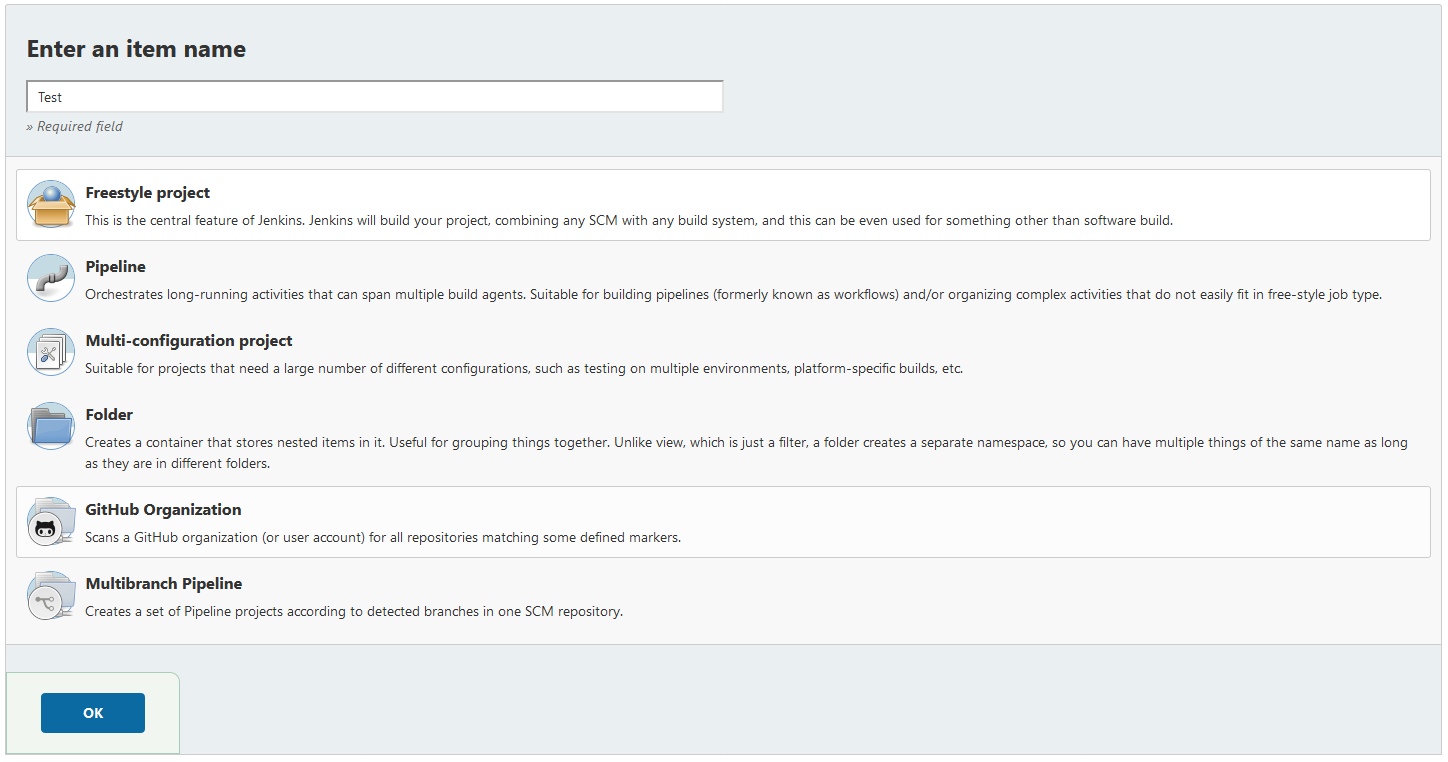 Enter an item name
Test
» Required field
Freestyle project
This is the central feature of Jenkins. Jenkins will build your project, combining any SCM with any build system, and this can be even used for something other than software build.
Pipeline
Orchestrates long-running activities that can span multiple build agents. Suitable for building pipelines (formerly known as workflows) and/or organizing complex activities that do not easily fit in free-style job type.
Multi-configuration project
Suitable for projects that need a large number of different configurations, such as testing on multiple environments, platform-specific builds, etc.
Folder
Creates a container that stores nested items in it. Useful for grouping things together. Unlike view, which is just a filter, a folder creates a separate namespace, so you can have multiple things of the same name as long
as they are in different folders.
GitHub Organization
Scans a GitHub organization (or user account) for all repositories matching some defined markers.
Multibranch Pipeline
Creates a set of Pipeline projects according to detected branches in one SCM repository.
OK